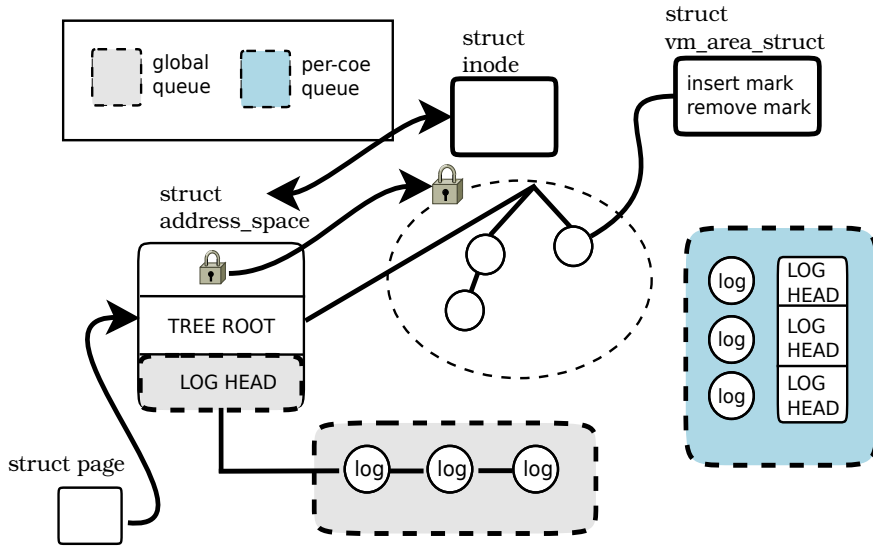 global
queue
per-coe
queue
struct
inode
struct
vm_area_struct
insert mark
remove mark
struct
address_space
TREE ROOT
LOG HEAD
log
LOG
HEAD
log
LOG
HEAD
log
LOG
HEAD
struct page
log
log
log